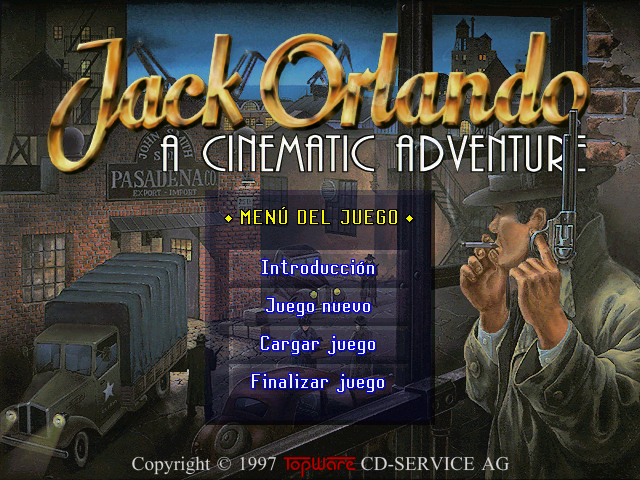 Jack Orlando
A CINEMATIC ADVENTURE
JOHN SMITH
PASADENA CO
EXPORT - IMPORT
MENÚ DEL JUEGO
Introducción
Juego nuevo
Cargar juego
Finalizar juego
Copyright © 1997 TopWare CD-SERVICE AG